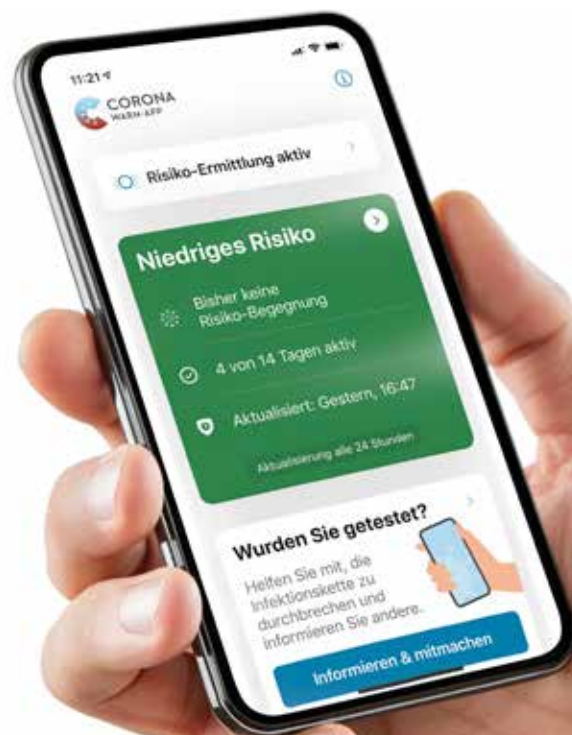 11:21
CORONA
WARN-APP
Risiko-Ermittlung aktiv
Niedriges Risiko
Bisher keine
Risiko-Begegnung
4 von 14 Tagen aktiv
Aktualisiert: Gestern, 16:47
Aktualisierung alle 24 Stunden
Wurden Sie getestet?
Helfen Sie mit, die
Infektionskette zu
durchbrechen und
informieren Sie andere.
Informieren & mitmachen